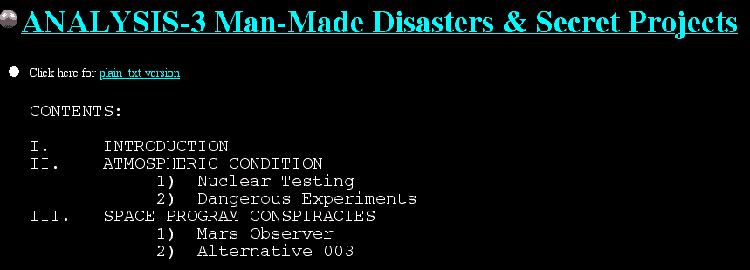 ANALYSIS-3 Man-Made Disasters & Secret Projects
Click here for plain .txt version
CONTENTS:
I. INTRODUCTION
II. ATMOSPHERIC CONDITION
1) Nuclear Testing
2) Dangerous Experiments
III. SPACE PROGRAM CONSPIRACIES
1) Mars Observer
2) Alternative 003